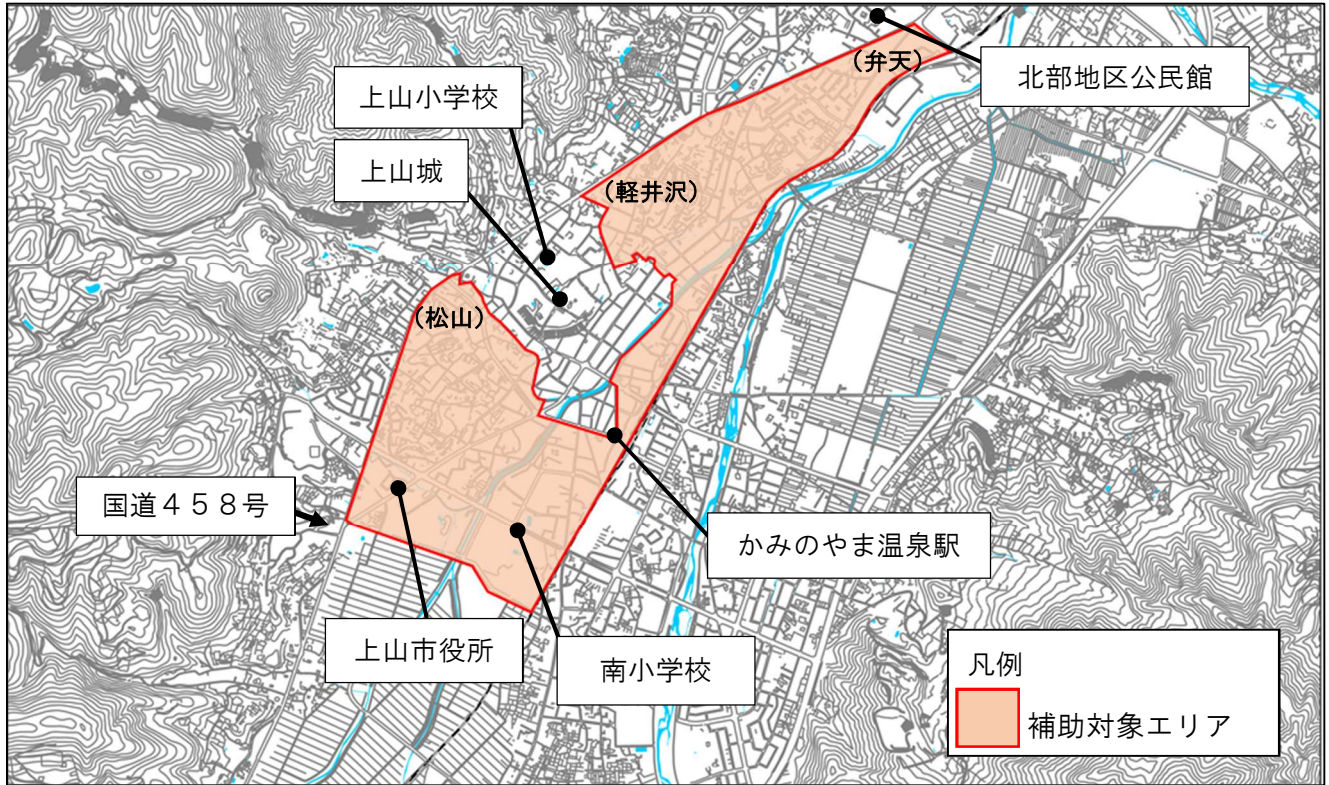 (弁天)
北部地区公民館
上山小学校
上山城
(軽井沢)
(松山)
国道４５８号
かみのやま温泉駅
上山市役所
南小学校
凡例
補助対象エリア